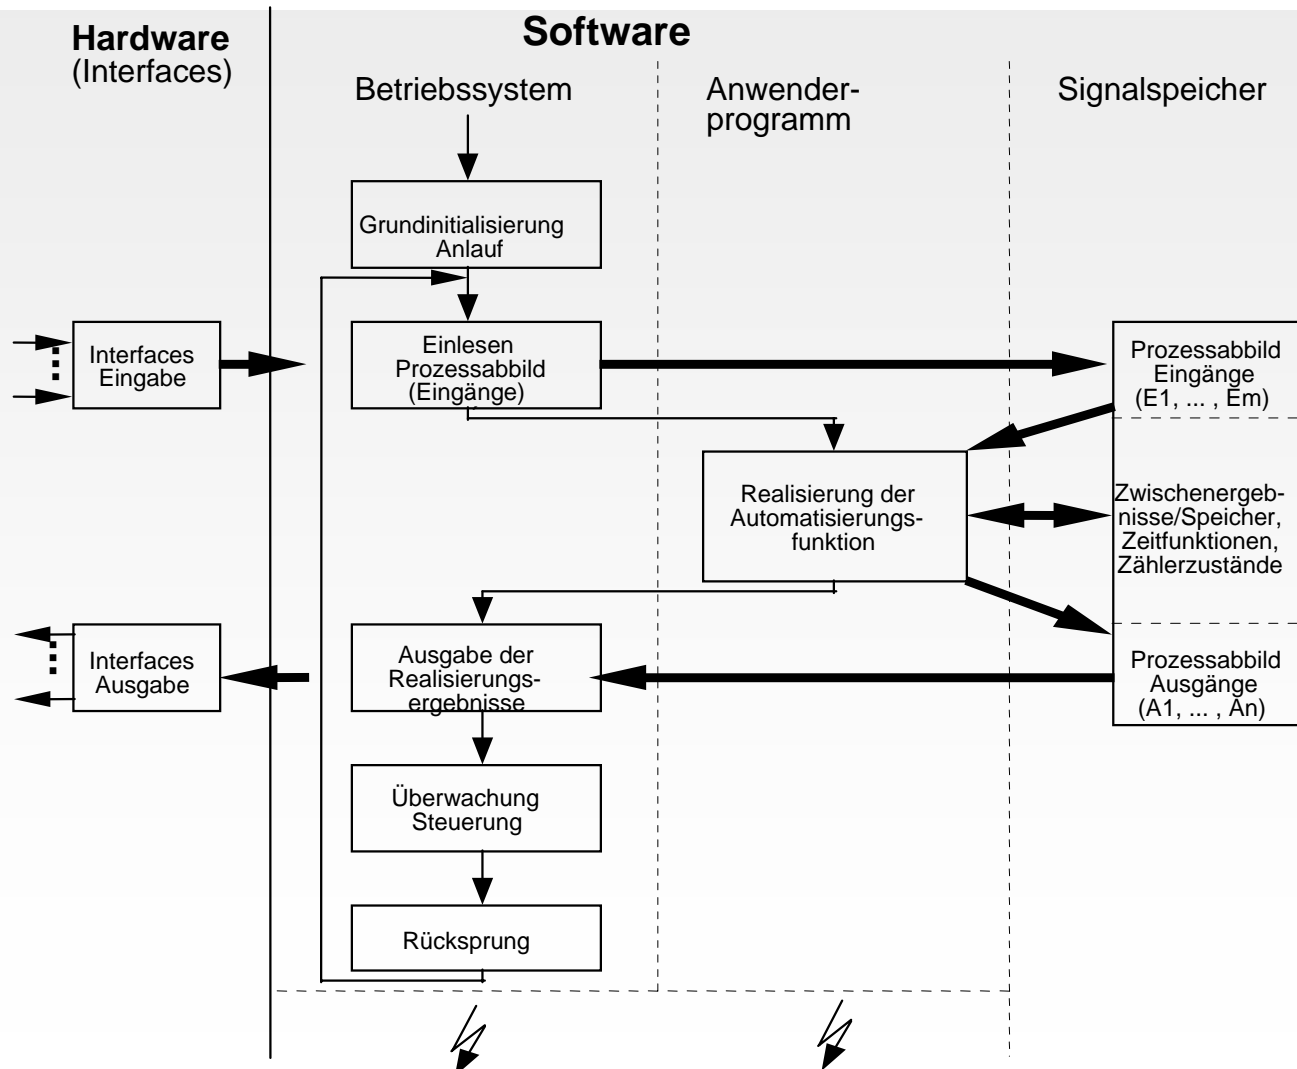 Hardware
(Interfaces)
Software
Betriebssystem
Anwender-
programm
Signalspeicher
Grundinitialisierung
Anlauf
Interfaces
Eingabe
Einlesen
Prozessabbild
(Eingänge)
Prozessabbild
Eingänge
(E1, ... , Em)
Realisierung der
Automatisierungs-
funktion
Zwischenergeb-
nisse/Speicher,
Zeitfunktionen,
Zählerzustände
Interfaces
Ausgabe
Ausgabe der
Realisierungs-
ergebnisse
Prozessabbild
Ausgänge
(A1, ... , An)
Überwachung
Steuerung
Rücksprung